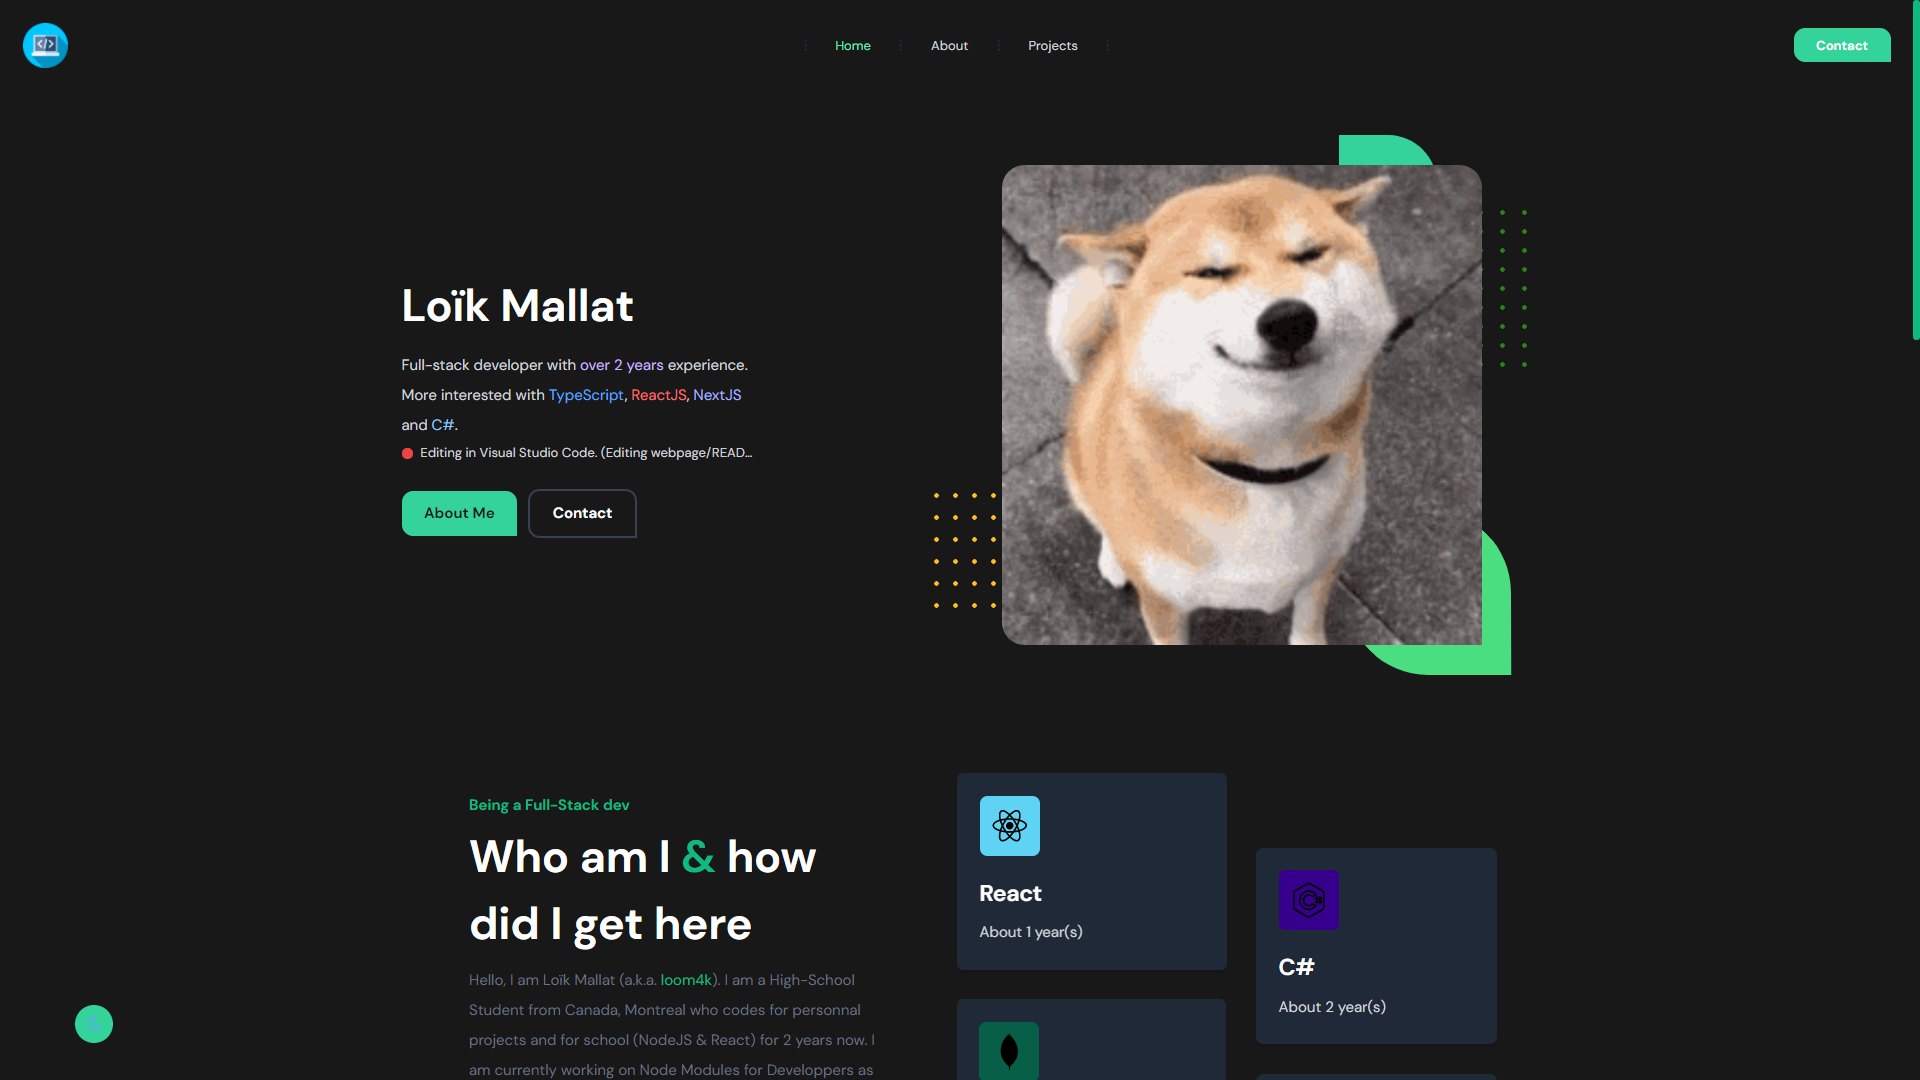 Home
About
Projects
Contact
Loïk Mallat
Full-stack developer with over 2 years experience.
More interested with TypeScript, ReactJS, NextJS
and C#.
Editing in Visual Studio Code. (Editing webpage/READ...
About Me
Contact
Being a Full-Stack dev
Who am I & how
did I get here
Hello, I am Loïk Mallat (a.k.a. loom4k). I am a High-School
Student from Canada, Montreal who codes for personnal
projects and for school (NodeJS & React) for 2 years now. I
am currently working on Node Modules for Developpers as
React
About 1 year(s)
C#
About 2 year(s)